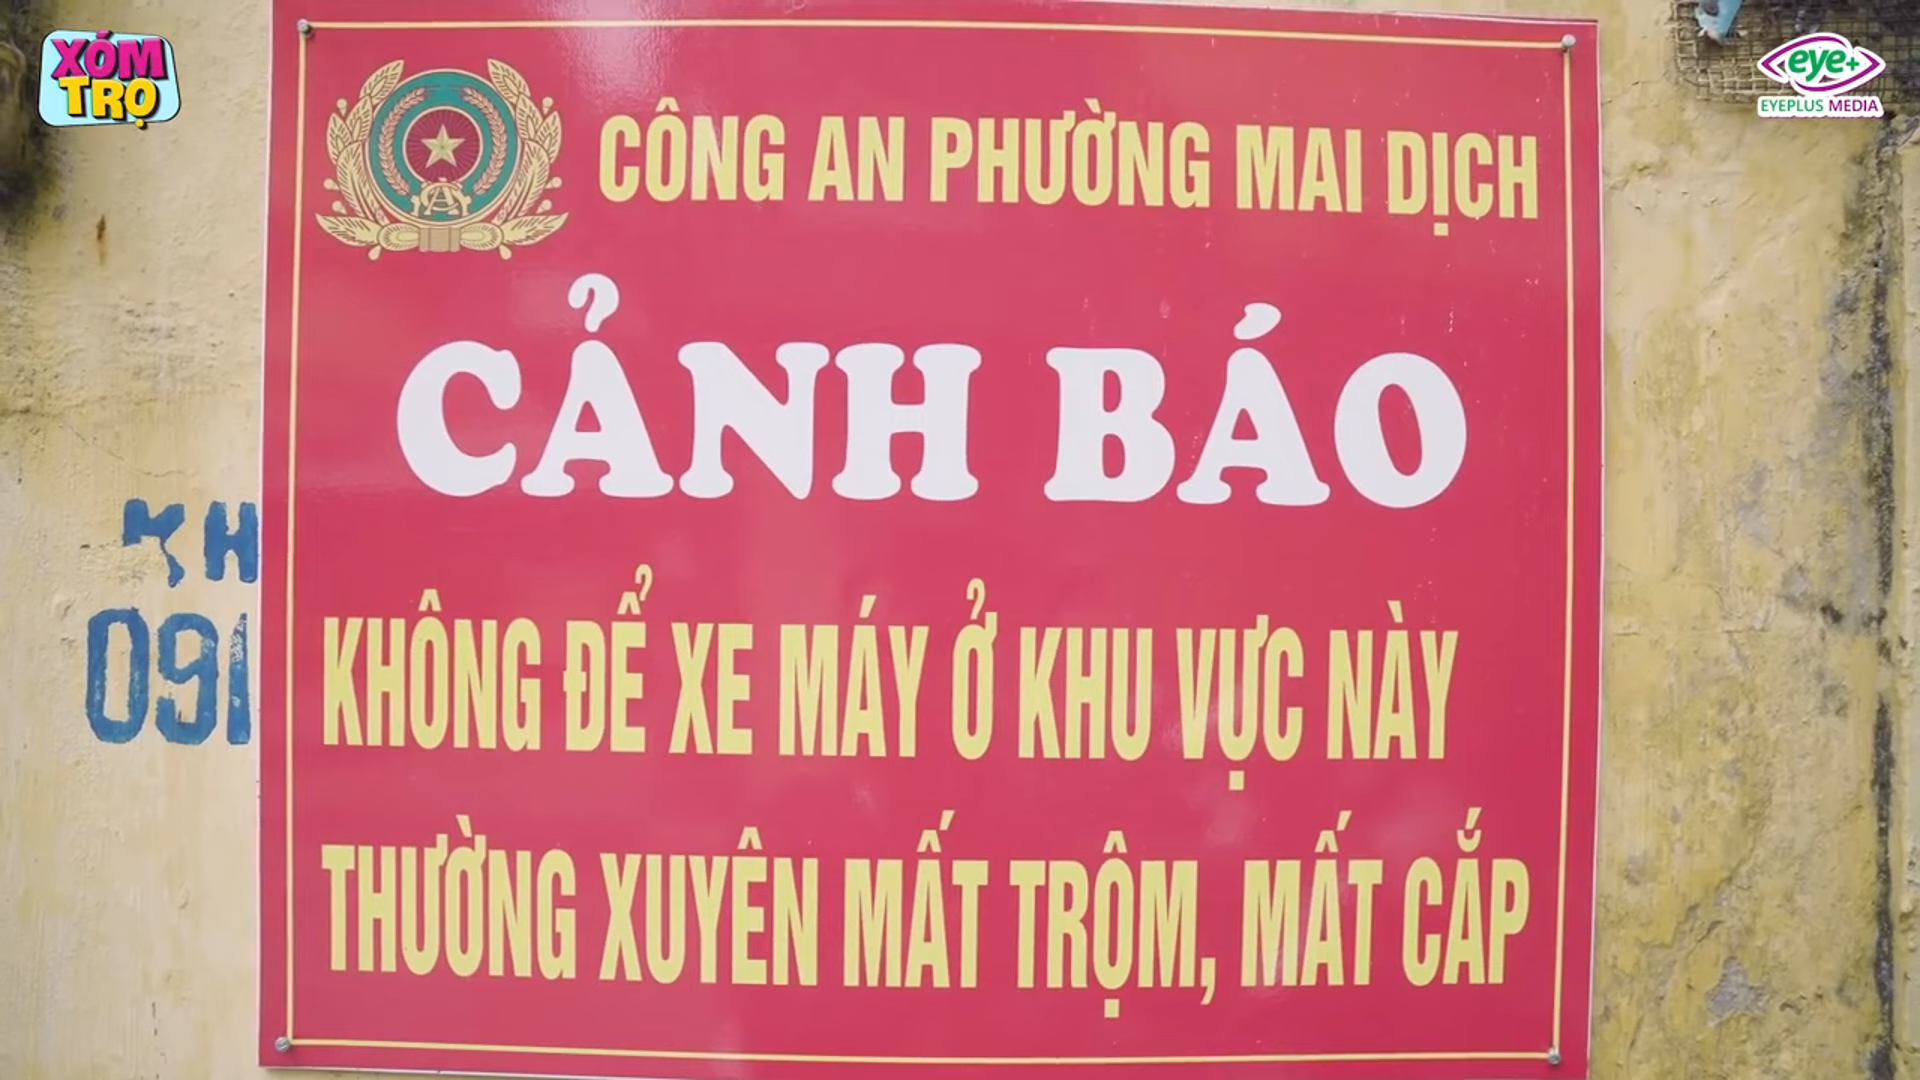 XÓM
TRỌ
eye+
EYEPLUS MEDIA
CÔNG AN PHƯỜNG MAI DỊCH
CẢNH BÁO
KHÔNG ĐỂ XE MÁY Ở KHU VỰC NÀY
THƯỜNG XUYÊN MẤT TRỘM, MẤT CẮP
KH
091